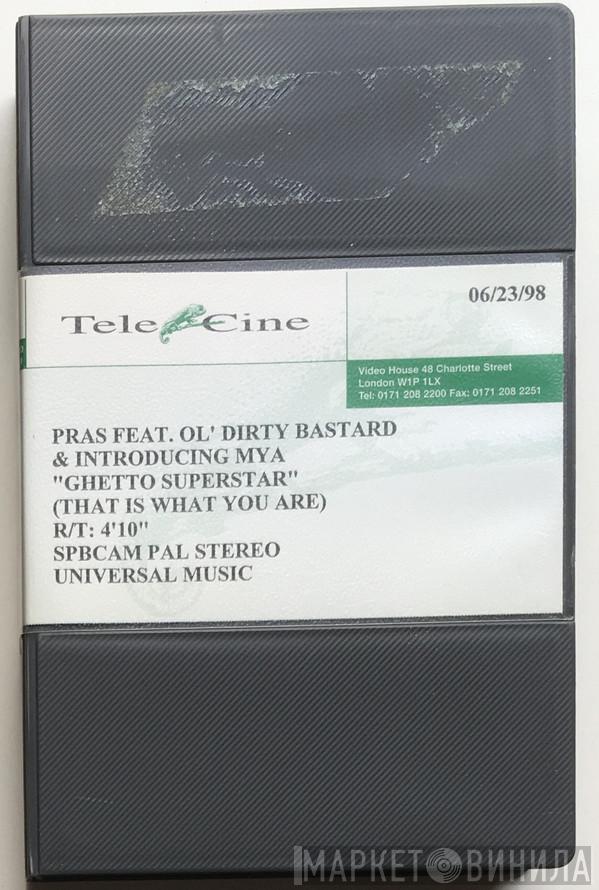 Tele Cine
06/23/98
Video House 48 Charlotte Street
London W1P 1LX
Tel: 0171 208 2200 Fax: 0171 208 2251
PRAS FEAT. OL' DIRTY BASTARD
& INTRODUCING MYA
"GHETTO SUPERSTAR"
(THAT IS WHAT YOU ARE)
R/T: 4'10"
SPBCAM PAL STEREO
UNIVERSAL MUSIC
МАРКЕТ ВИНИЛА